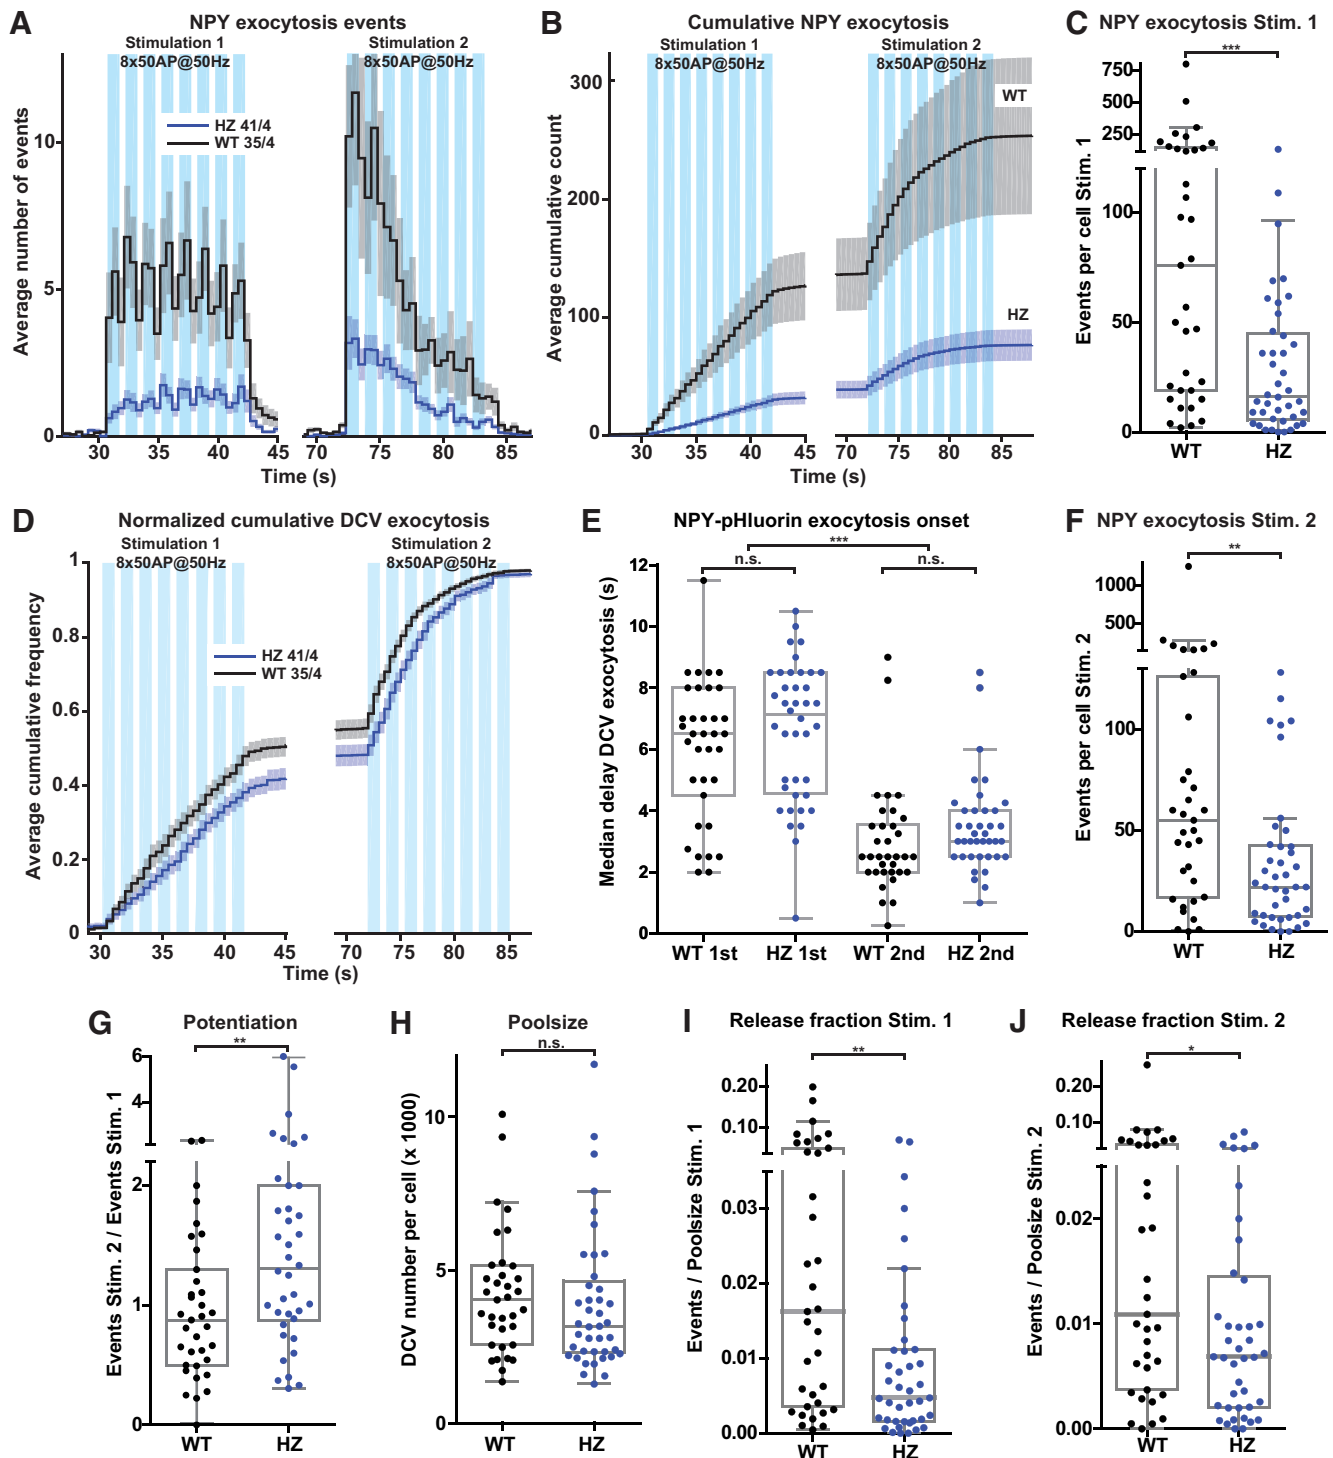 A NPY exocytosis events
Stimulation 1
8x50AP@50Hz
Stimulation 2
8x50AP@50Hz
HZ 41/4
WT 35/4
Average number of events
10
5
0
30 35 40 45 70 75 80 85
Time (s)
B Cumulative NPY exocytosis
Stimulation 1
8x50AP@50Hz
Stimulation 2
8x50AP@50Hz
WT
HZ
Average cumulative count
300
200
100
0
30 35 40 45 70 75 80 85
Time (s)
C NPY exocytosis Stim. 1
***
Events per cell Stim. 1
750
500
250
100
50
0
WT HZ
D Normalized cumulative DCV exocytosis
Stimulation 1
8x50AP@50Hz
Stimulation 2
8x50AP@50Hz
HZ 41/4
WT 35/4
Average cumulative frequency
1
0.8
0.6
0.4
0.2
0
30 35 40 45 70 75 80 85
Time (s)
E NPY-pHluorin exocytosis onset
***
n.s. n.s.
Median delay DCV exocytosis (s)
12
10
8
6
4
2
0
WT 1st HZ 1st WT 2nd HZ 2nd
F NPY exocytosis Stim. 2
**
Events per cell Stim. 2
1000
500
100
50
0
WT HZ
G Potentiation
**
Events Stim. 2 / Events Stim. 1
6
4
2
1
0
WT HZ
H Poolsize
n.s.
DCV number per cell (x 1000)
10
5
0
WT HZ
I Release fraction Stim. 1
**
Events / Poolsize Stim. 1
0.20
0.10
0.03
0.02
0.01
0.00
WT HZ
J Release fraction Stim. 2
*
Events / Poolsize Stim. 2
0.20
0.10
0.02
0.01
0.00
WT HZ